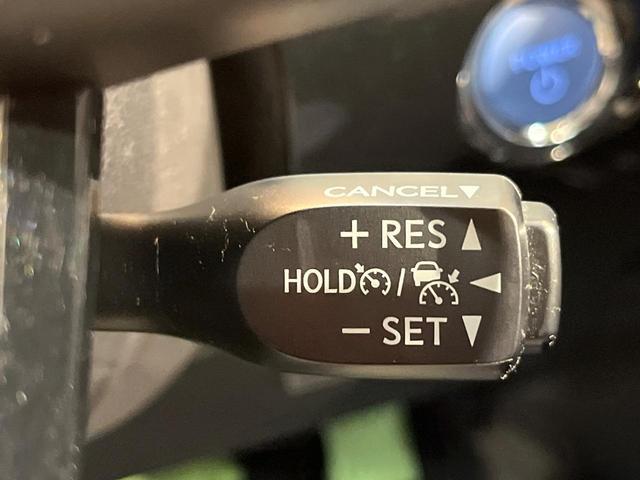 CANCEL▼
+ RES ▲
HOLD / ◀
− SET ▼